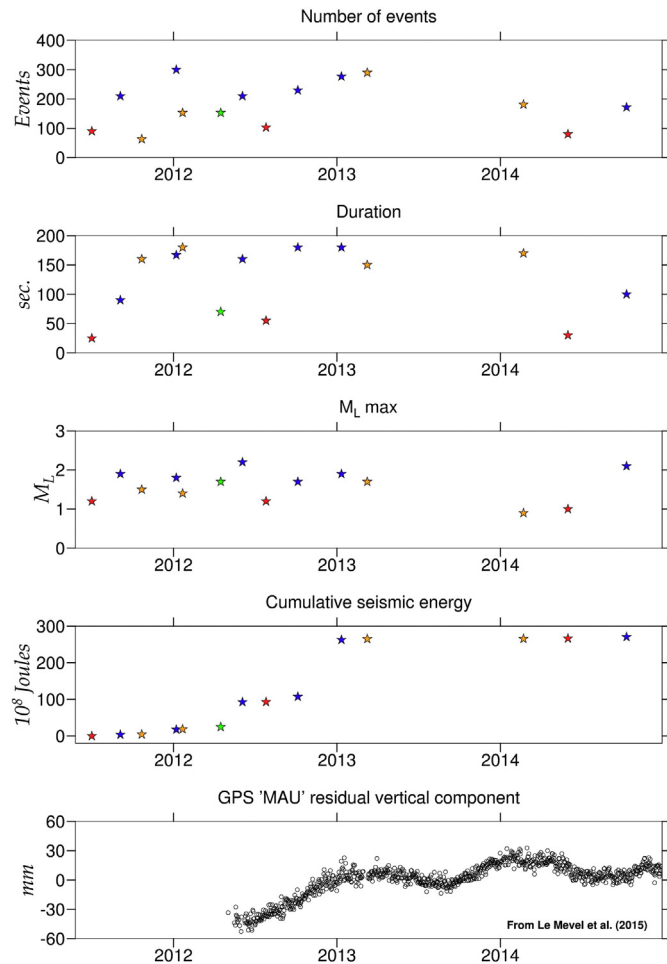 Number of events
400
300
Events
200
100
0
2012 2013 2014
Duration
200
150
sec.
100
50
0
2012 2013 2014
M_L max
3
2
M_L
1
0
2012 2013 2014
Cumulative seismic energy
300
200
10⁸ Joules
100
0
2012 2013 2014
GPS 'MAU' residual vertical component
60
30
mm
0
-30
-60
From Le Mevel et al. (2015)
2012 2013 2014